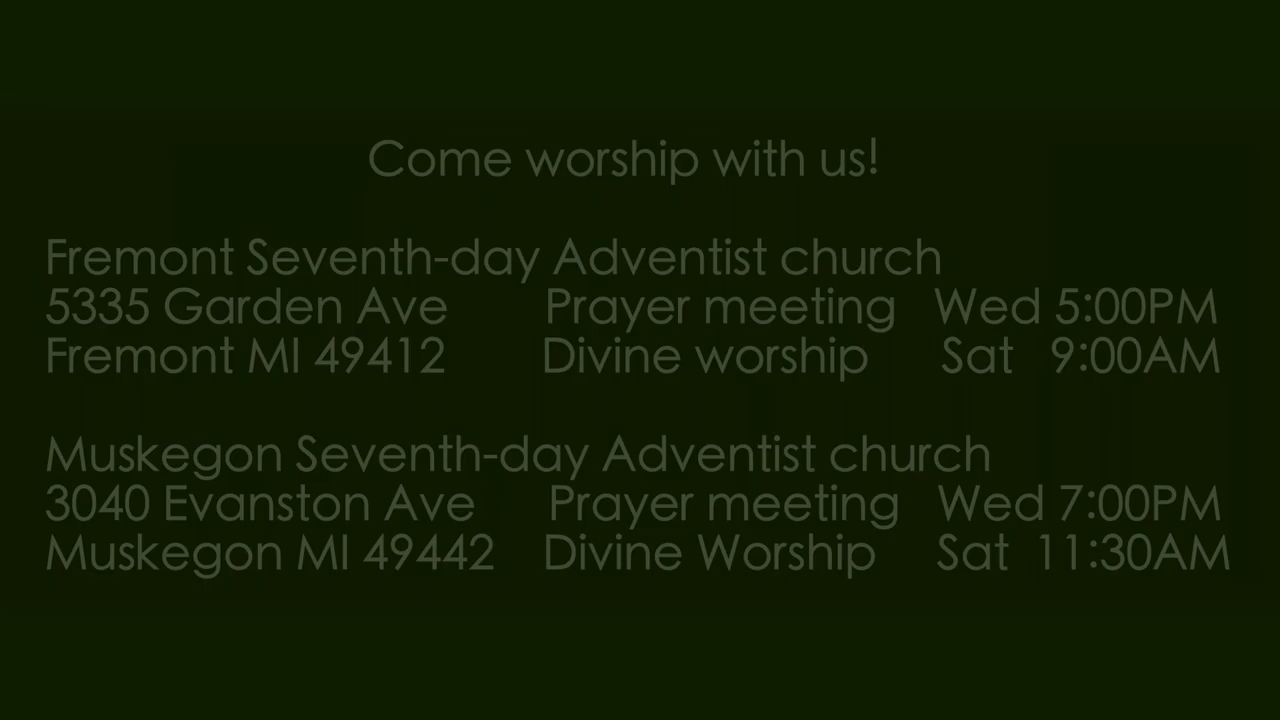 Come worship with us!
Fremont Seventh-day Adventist church
5335 Garden Ave Prayer meeting Wed 5:00PM
Fremont MI 49412 Divine worship Sat 9:00AM
Muskegon Seventh-day Adventist church
3040 Evanston Ave Prayer meeting Wed 7:00PM
Muskegon MI 49442 Divine Worship Sat 11:30AM